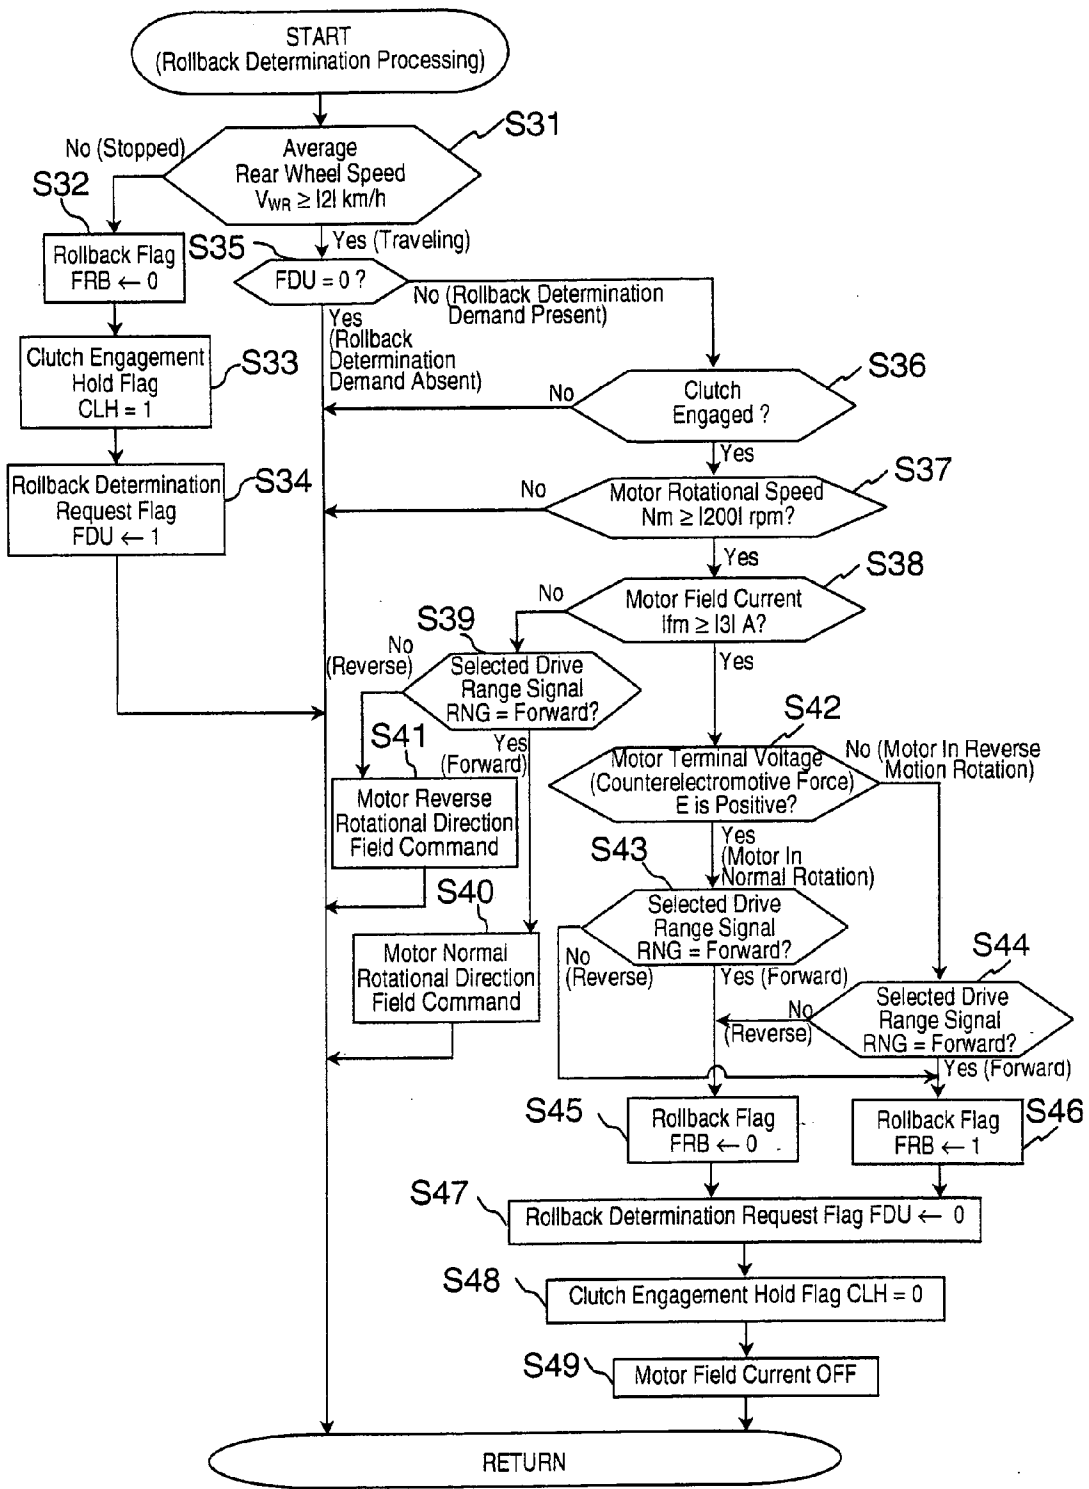 START
(Rollback Determination Processing)
S31
No (Stopped)
Average
Rear Wheel Speed
VWR ≥ |2| km/h
S32
Yes (Traveling)
Rollback Flag
FRB ← 0
S35
FDU = 0 ?
No (Rollback Determination
Demand Present)
Yes
(Rollback
Determination
Demand Absent)
Clutch Engagement
Hold Flag
CLH = 1
S33
S36
No
Clutch
Engaged ?
Yes
Rollback Determination
Request Flag
FDU ← 1
S34
S37
No
Motor Rotational Speed
Nm ≥ |200| rpm?
Yes
S38
No
Motor Field Current
Ifm ≥ |3| A?
Yes
S39
No
(Reverse)
Selected Drive
Range Signal
RNG = Forward?
Yes
(Forward)
S41
Motor Reverse
Rotational Direction
Field Command
S40
Motor Normal
Rotational Direction
Field Command
S42
Motor Terminal Voltage
(Counterelectromotive Force)
E is Positive?
No (Motor In Reverse
Motion Rotation)
Yes
(Motor In
Normal Rotation)
S43
Selected Drive
Range Signal
RNG = Forward?
No
(Reverse)
Yes (Forward)
S44
Selected Drive
Range Signal
RNG = Forward?
No
(Reverse)
Yes (Forward)
S45
Rollback Flag
FRB ← 0
Rollback Flag
FRB ← 1
S46
S47
Rollback Determination Request Flag FDU ← 0
S48
Clutch Engagement Hold Flag CLH = 0
S49
Motor Field Current OFF
RETURN